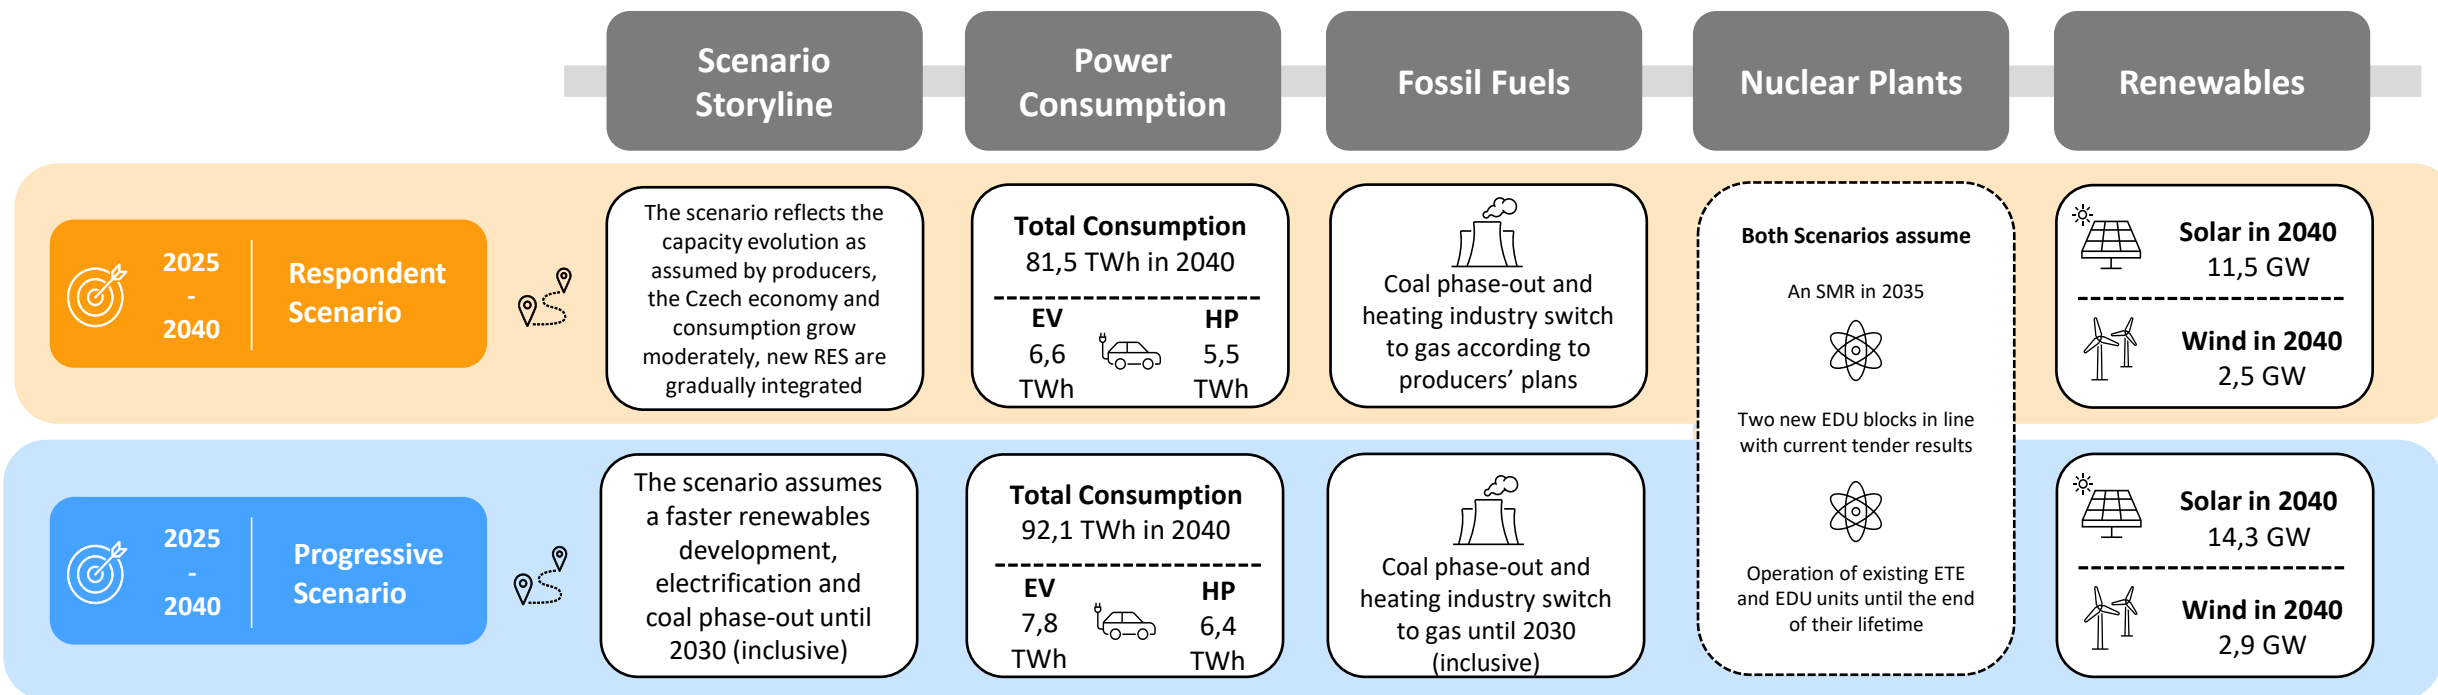 Scenario
Storyline
Power
Consumption
Fossil Fuels
Nuclear Plants
Renewables
2025
-
2040
Respondent
Scenario
The scenario reflects the
capacity evolution as
assumed by producers,
the Czech economy and
consumption grow
moderately, new RES are
gradually integrated
Total Consumption
81,5 TWh in 2040
EV
6,6
TWh
HP
5,5
TWh
Coal phase-out and
heating industry switch
to gas according to
producers’ plans
Both Scenarios assume
An SMR in 2035
Two new EDU blocks in line
with current tender results
Operation of existing ETE
and EDU units until the end
of their lifetime
Solar in 2040
11,5 GW
Wind in 2040
2,5 GW
2025
-
2040
Progressive
Scenario
The scenario assumes
a faster renewables
development,
electrification and
coal phase-out until
2030 (inclusive)
Total Consumption
92,1 TWh in 2040
EV
7,8
TWh
HP
6,4
TWh
Coal phase-out and
heating industry switch
to gas until 2030
(inclusive)
Solar in 2040
14,3 GW
Wind in 2040
2,9 GW